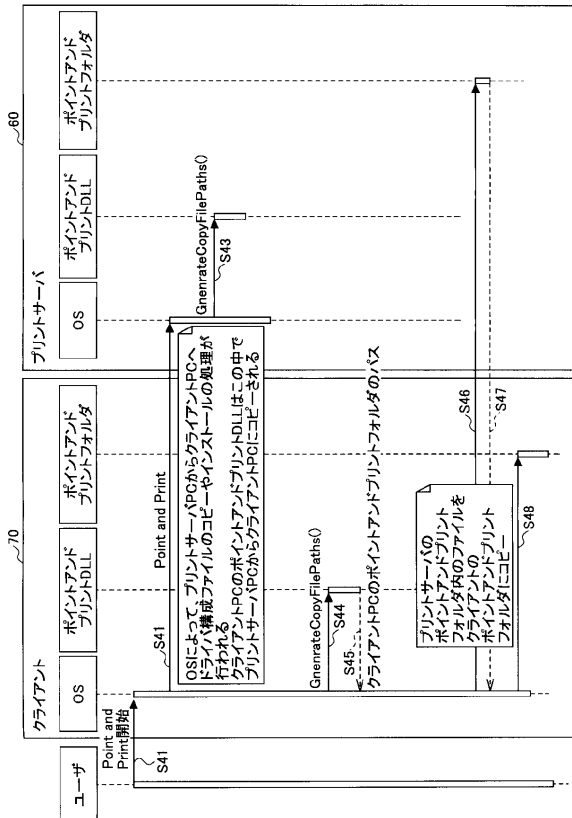 ユーザ
クライアント
70
OS
ポイントアンド
プリントDLL
ポイントアンド
プリントフォルダ
プリントサーバ
60
OS
ポイントアンド
プリントDLL
ポイントアンド
プリントフォルダ
Point and
Print開始
S41
Point and Print
S41
OSによって、プリントサーバPCからクライアントPCへ
ドライバ構成ファイルのコピーやインストールの処理が
行われる
クライアントPCのポイントアンドプリントDLLはこの中で
プリントサーバPCからクライアントPCにコピーされる
GnenrateCopyFilePaths()
S43
GnenrateCopyFilePaths()
S44
S45
クライアントPCのポイントアンドプリントフォルダのパス
S46
S47
プリントサーバの
ポイントアンドプリント
フォルダ内のファイルを
クライアントの
ポイントアンドプリント
フォルダにコピー
S48